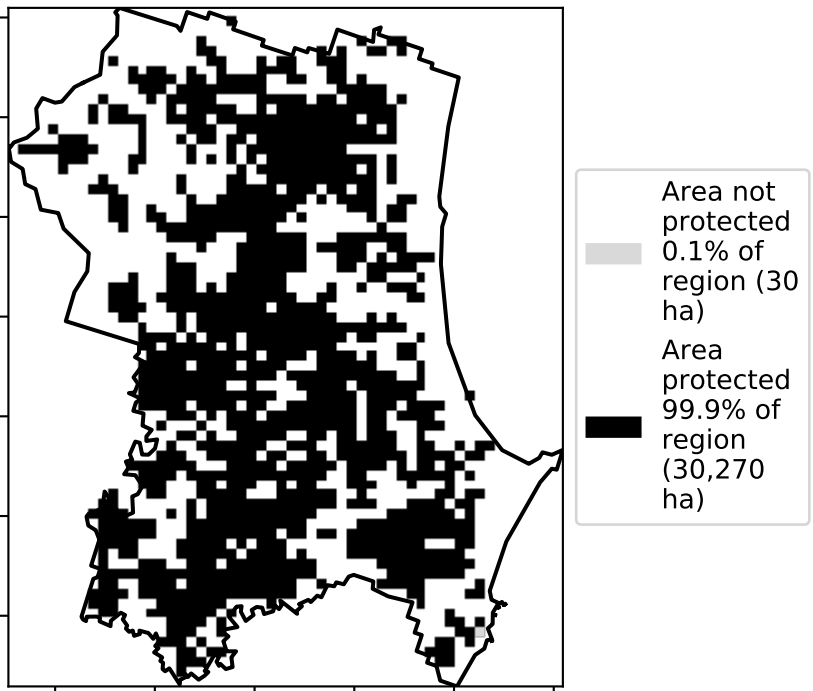 Area not
protected
0.1% of
region (30
ha)
Area
protected
99.9% of
region
(30,270
ha)